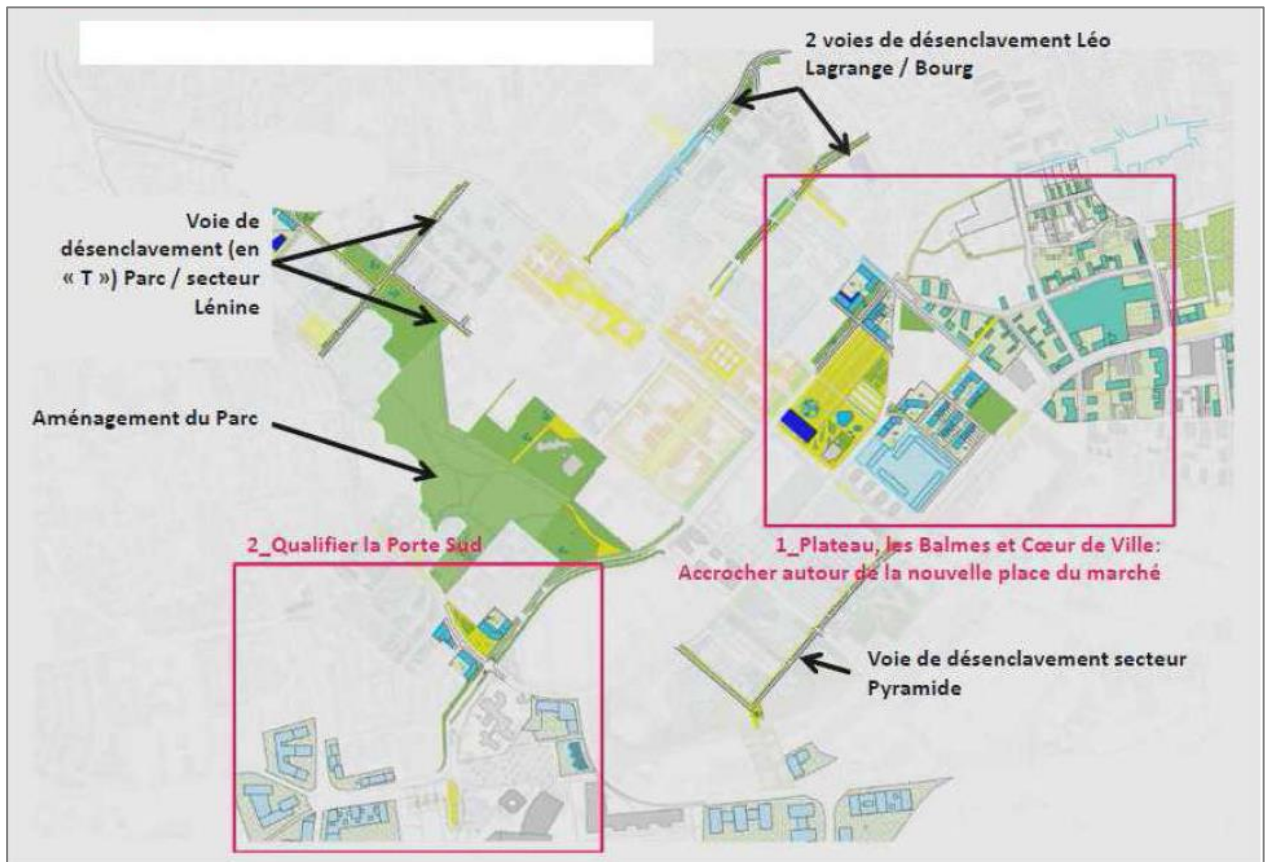 2 voies de désenclavement Léo
Lagrange / Bourg
Voie de
désenclavement (en
« T ») Parc / secteur
Lénine
Aménagement du Parc
2_Qualifier la Porte Sud
1_Plateau, les Balmes et Cœur de Ville:
Accrocher autour de la nouvelle place du marché
Voie de désenclavement secteur
Pyramide